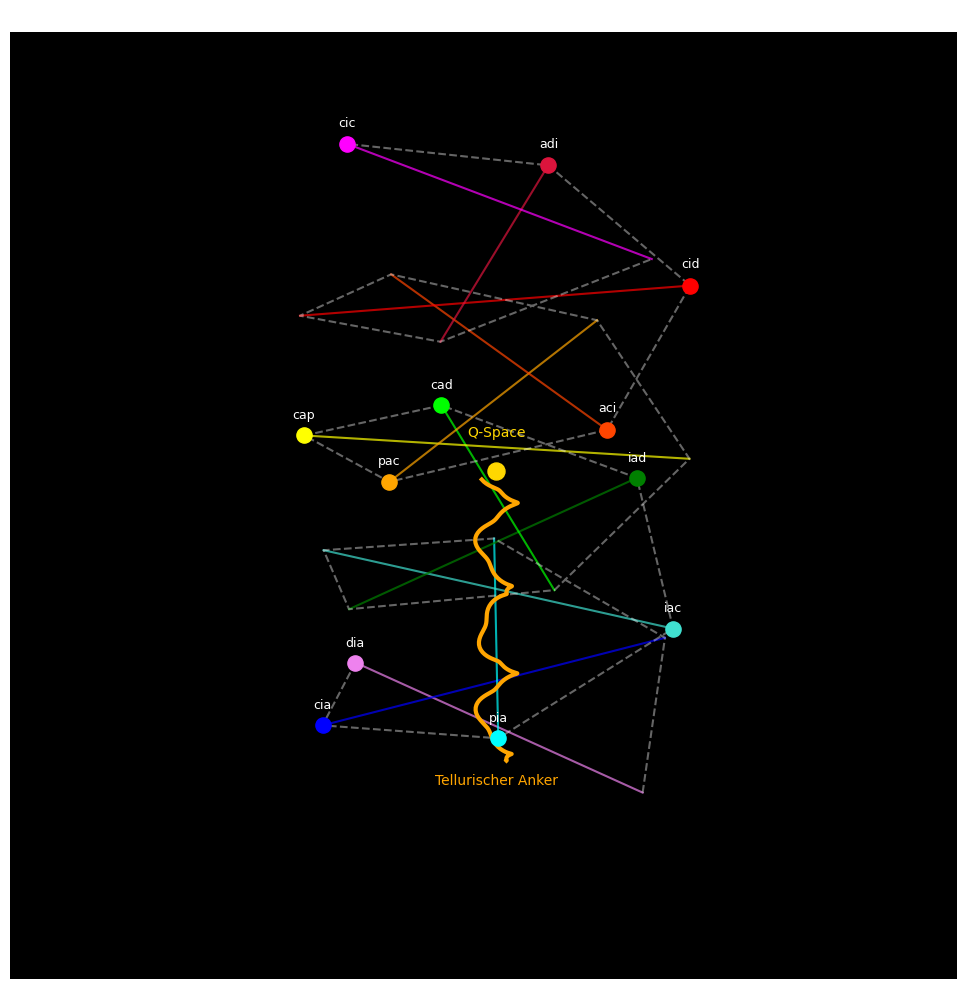 cic
adi
cid
cad
aci
cap
Q-Space
iad
pac
iac
dia
cia
pia
Tellurischer Anker